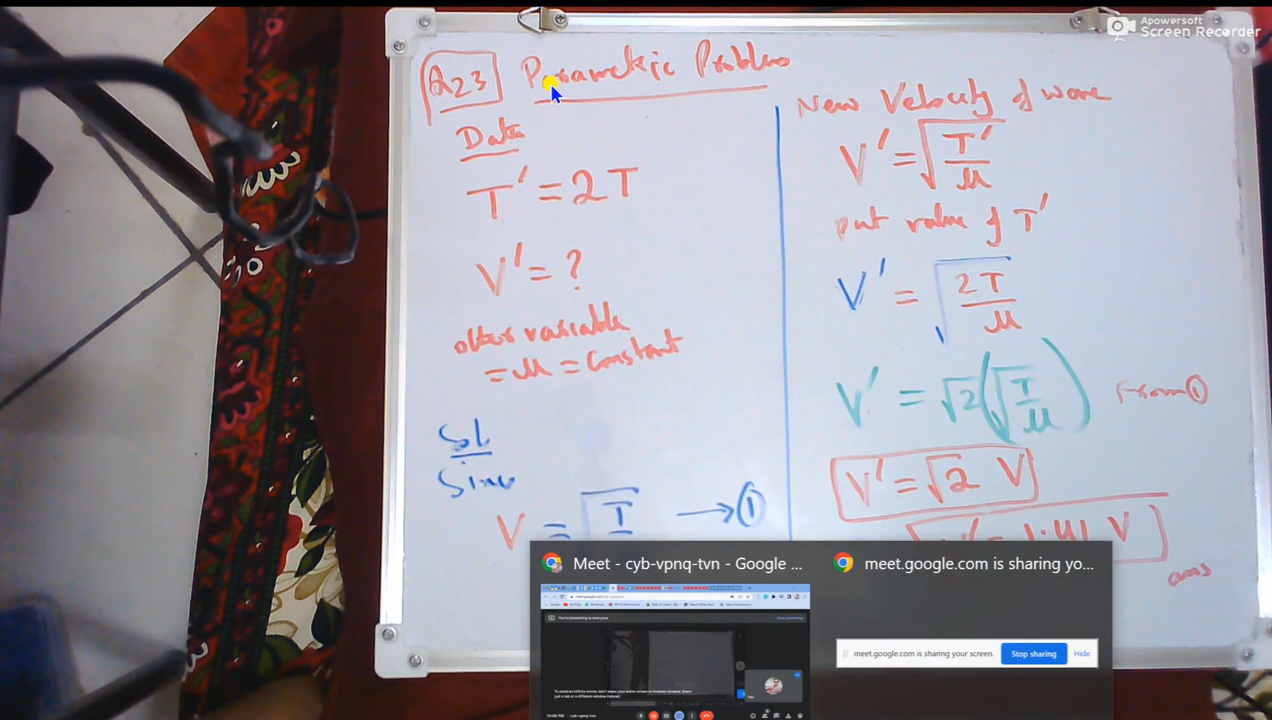 Apowersoft
Screen Recorder
Q23 Parametric Problem
Data
T' = 2T
V' = ?
other variable
= μ = Constant
Sol
Since
V = √T → ①
New Velocity of wave
V' = √(T'/μ)
put value of T'
V' = √(2T/μ)
V' = √2 (√(T/μ)) From ①
V' = √2 V
V' = 1.41 V
ans
Meet - cyb-vpnq-tvn - Google ...
meet.google.com is sharing yo...
meet.google.com is sharing your screen. Stop sharing Hide